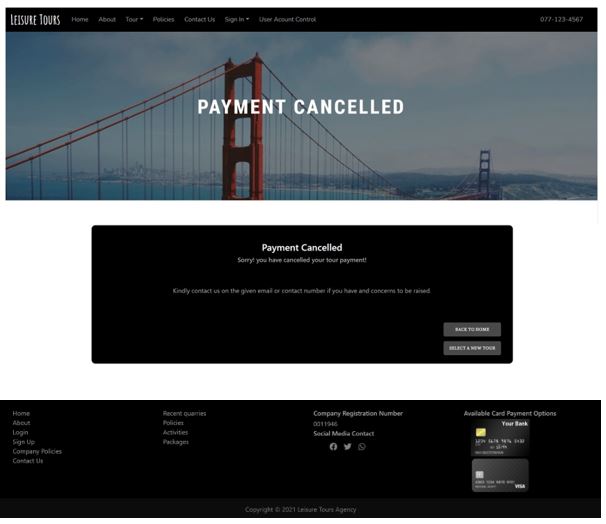 Leisure Tours Home About Tour Policies Contact Us Sign In User Acount Control 077-123-4567
PAYMENT CANCELLED
Payment Cancelled
Sorry! you have cancelled your tour payment!
Kindly contact us on the given email or contact number if you have and concerns to be raised.
BACK TO HOME
SELECT A NEW TOUR
Home
About
Login
Sign Up
Company Policies
Contact Us
Recent quarries
Policies
Activities
Packages
Company Registration Number
0011946
Social Media Contact
Available Card Payment Options
Your Bank
1234 5678 9876 5432
VISA
Copyright © 2021 Leisure Tours Agency